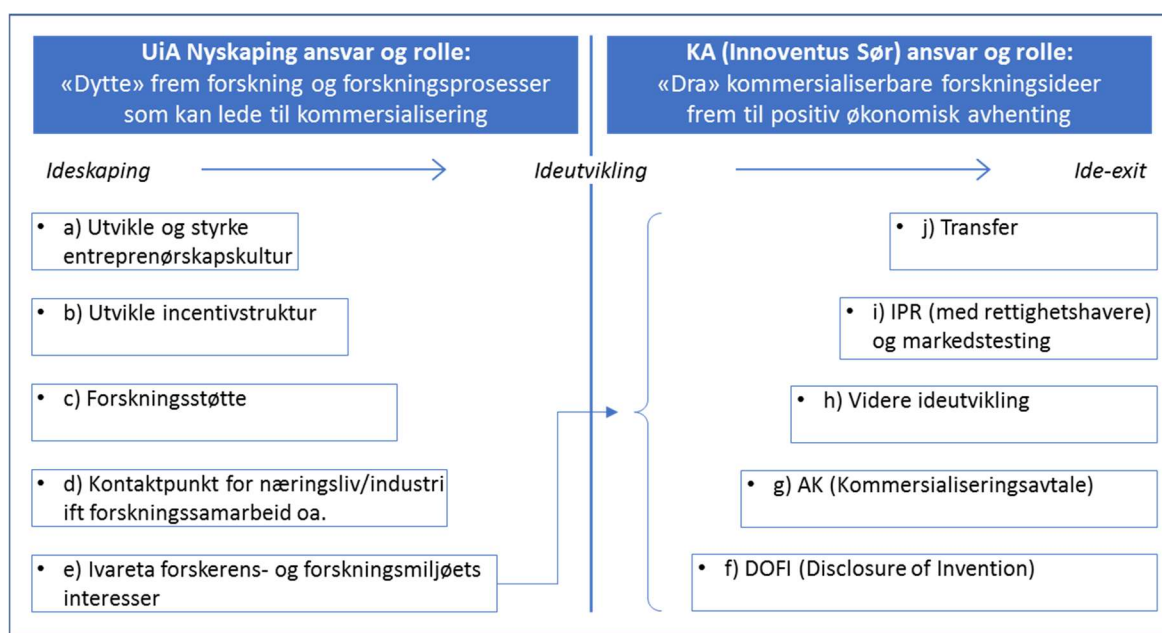 UiA Nyskaping ansvar og rolle:
«Dytte» frem forskning og forskningsprosesser
som kan lede til kommersialisering
KA (Innoventus Sør) ansvar og rolle:
«Dra» kommersialiserbare forskningsideer
frem til positiv økonomisk avhenting
Ideskaping
Ideutvikling
Ide-exit
• a) Utvikle og styrke
entreprenørskapskultur
• b) Utvikle incentivstruktur
• c) Forskningsstøtte
• d) Kontaktpunkt for næringsliv/industri
ift forskningssamarbeid oa.
• e) Ivareta forskerens- og forskningsmiljøets
interesser
• j) Transfer
• i) IPR (med rettighetshavere)
og markedstesting
• h) Videre ideutvikling
• g) AK (Kommersialiseringsavtale)
• f) DOFI (Disclosure of Invention)